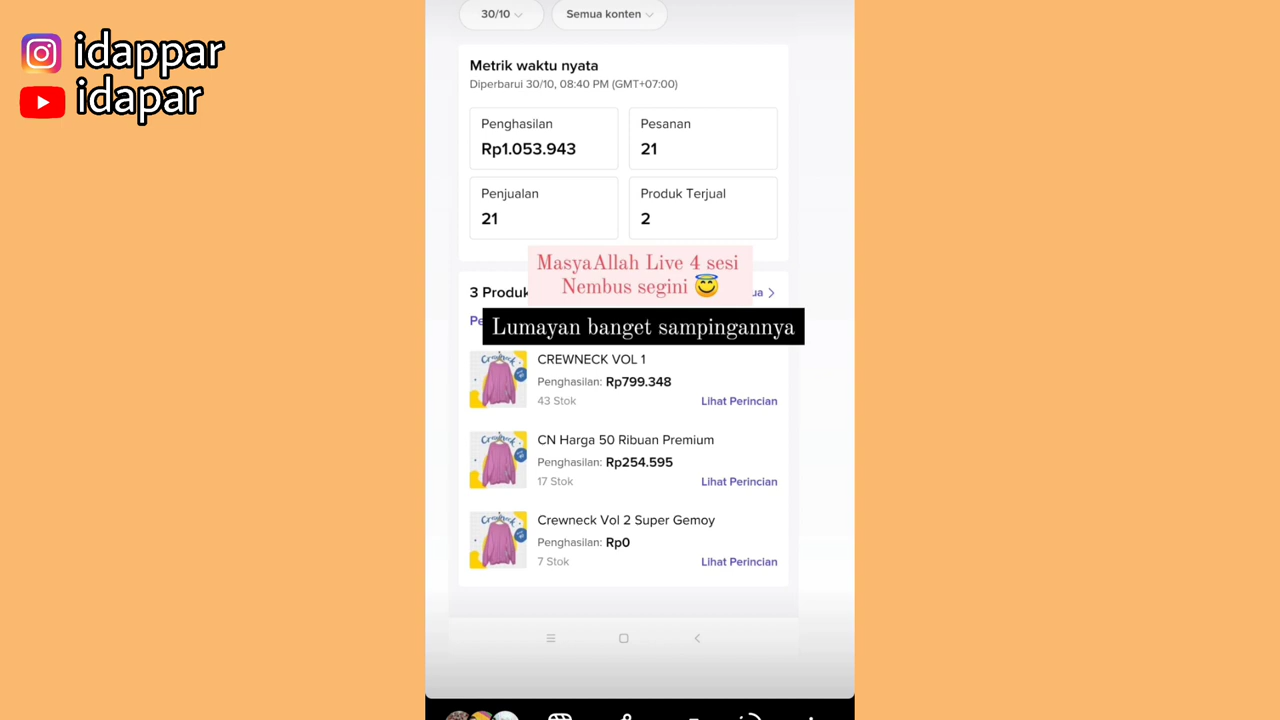 idappar
idapar
30/10
Semua konten
Metrik waktu nyata
Diperbarui 30/10, 08:40 PM (GMT+07:00)
Penghasilan
Pesanan
Rp1.053.943
21
Penjualan
Produk Terjual
21
2
MasyaAllah Live 4 sesi
Nembus segini 😇
3 Produk
Lumayan banget sampingannya
CREWNECK VOL 1
Penghasilan: Rp799.348
43 Stok
Lihat Perincian
CN Harga 50 Ribuan Premium
Penghasilan: Rp254.595
17 Stok
Lihat Perincian
Crewneck Vol 2 Super Gemoy
Penghasilan: Rp0
7 Stok
Lihat Perincian